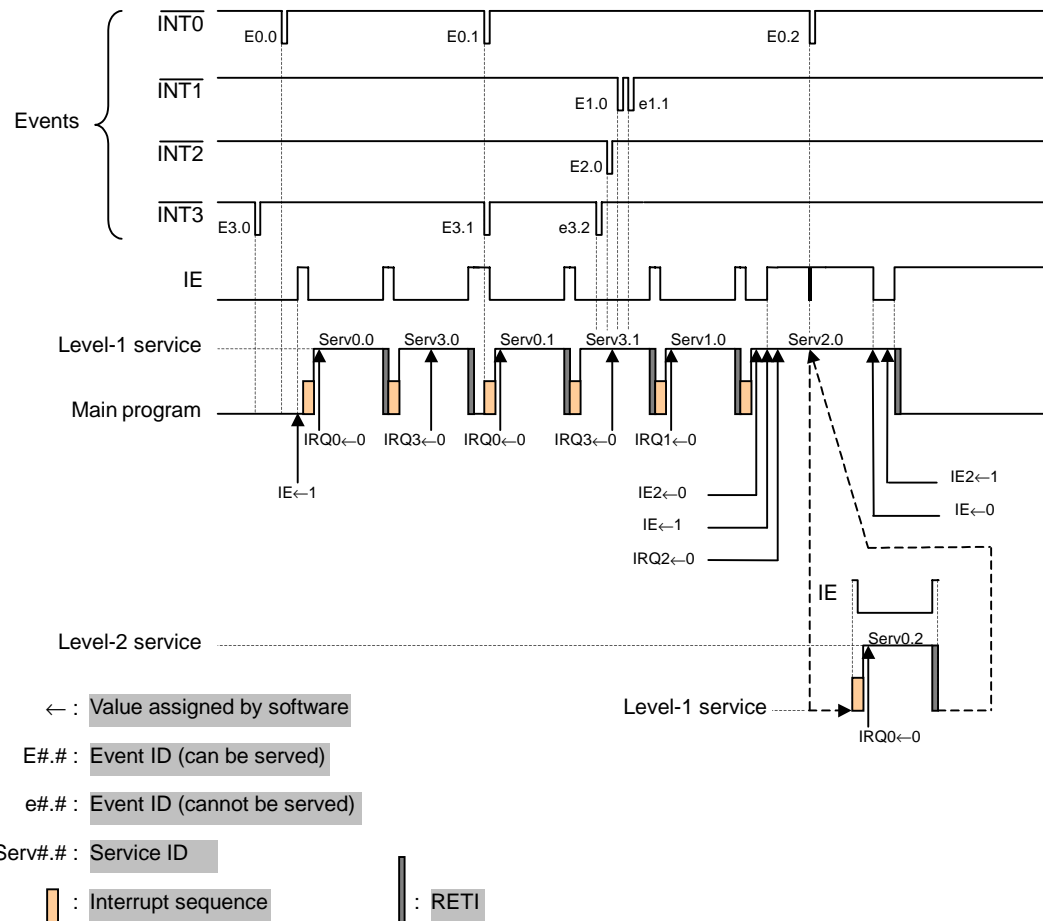 INT0
E0.0
E0.1
E0.2
INT1
E1.0
e1.1
Events
INT2
E2.0
INT3
E3.0
E3.1
e3.2
IE
Level-1 service
Serv0.0
Serv3.0
Serv0.1
Serv3.1
Serv1.0
Serv2.0
Main program
IRQ0←0
IRQ3←0
IRQ0←0
IRQ3←0
IRQ1←0
IE←1
IE2←0
IE2←1
IE←1
IE←0
IRQ2←0
IE
Level-2 service
Serv0.2
Level-1 service
IRQ0←0
← : Value assigned by software
E#.# : Event ID (can be served)
e#.# : Event ID (cannot be served)
Serv#.# : Service ID
: Interrupt sequence
: RETI